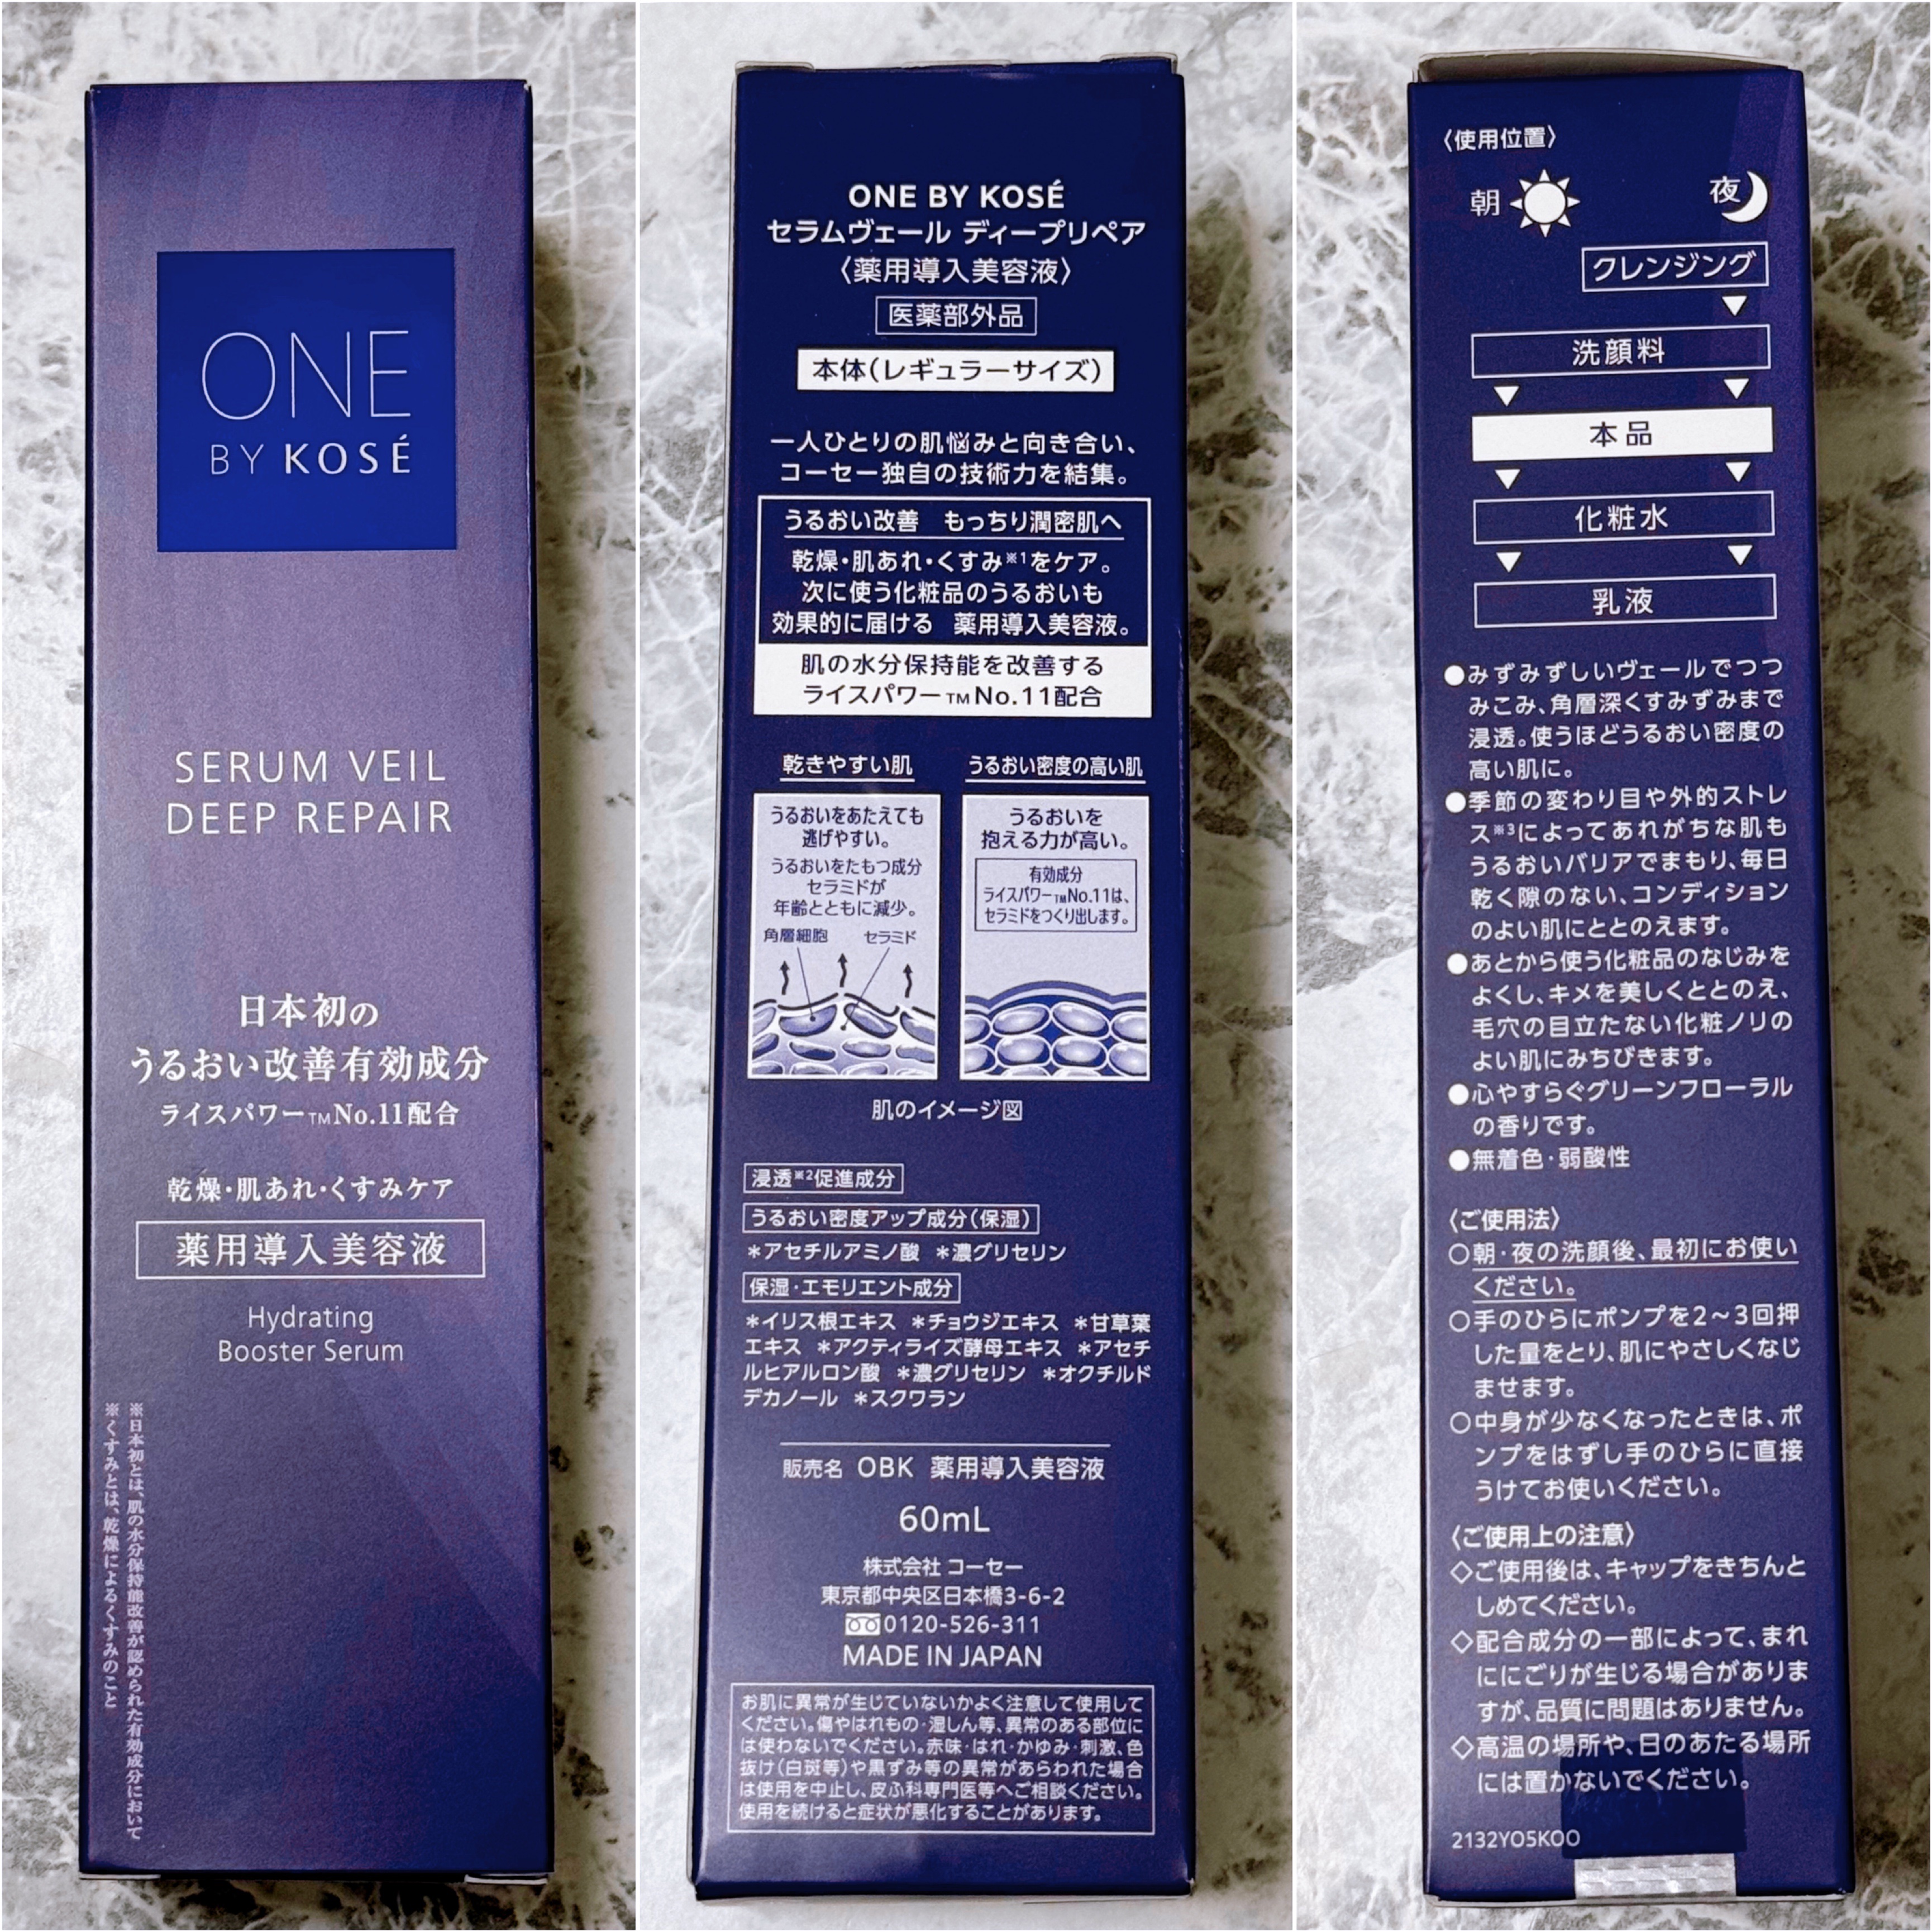 ONE
BY KOSÉ
SERUM VEIL
DEEP REPAIR
日本初の
うるおい改善有効成分
ライスパワー™No.11配合
乾燥・肌あれ・くすみケア
薬用導入美容液
Hydrating
Booster Serum
※日本初とは、肌の水分保持能改善が認められた有効成分において
※くすみとは、乾燥によるくすみのこと
ONE BY KOSÉ
セラムヴェール ディープリペア
〈薬用導入美容液〉
医薬部外品
本体(レギュラーサイズ)
一人ひとりの肌悩みと向き合い、
コーセー独自の技術力を結集。
うるおい改善 もっちり潤密肌へ
乾燥・肌あれ・くすみ※1をケア。
次に使う化粧品のうるおいも
効果的に届ける 薬用導入美容液。
肌の水分保持能を改善する
ライスパワー™No.11配合
乾きやすい肌
うるおいをあたえても
逃げやすい。
うるおいをたもつ成分
セラミドが
年齢とともに減少。
角層細胞 セラミド
うるおい密度の高い肌
うるおいを
抱える力が高い。
有効成分
ライスパワー™No.11は、
セラミドをつくり出します。
肌のイメージ図
浸透※2促進成分
うるおい密度アップ成分(保湿)
＊アセチルアミノ酸 ＊濃グリセリン
保湿・エモリエント成分
＊イリス根エキス ＊チョウジエキス ＊甘草葉
エキス ＊アクティライズ酵母エキス ＊アセチ
ルヒアルロン酸 ＊濃グリセリン ＊オクチルド
デカノール ＊スクワラン
販売名 OBK 薬用導入美容液
60mL
株式会社 コーセー
東京都中央区日本橋3-6-2
0120-526-311
MADE IN JAPAN
お肌に異常が生じていないかよく注意して使用して
ください。傷やはれもの・湿しん等、異常のある部位に
は使わないでください。赤味・はれ・かゆみ・刺激、色
抜け(白斑等)や黒ずみ等の異常があらわれた場合
は使用を中止し、皮ふ科専門医等へご相談ください。
使用を続けると症状が悪化することがあります。
〈使用位置〉
朝 夜
クレンジング
洗顔料
本品
化粧水
乳液
●みずみずしいヴェールでつつ
みこみ、角層深くすみずみまで
浸透。使うほどうるおい密度の
高い肌に。
●季節の変わり目や外的ストレ
ス※3によってあれがちな肌も
うるおいバリアでまもり、毎日
乾く隙のない、コンディション
のよい肌にととのえます。
●あとから使う化粧品のなじみを
よくし、キメを美しくととのえ、
毛穴の目立たない化粧ノリの
よい肌にみちびきます。
●心やすらぐグリーンフローラル
の香りです。
●無着色・弱酸性
〈ご使用法〉
○朝・夜の洗顔後、最初にお使い
ください。
○手のひらにポンプを2～3回押
した量をとり、肌にやさしくなじ
ませます。
○中身が少なくなったときは、ポ
ンプをはずし手のひらに直接
うけてお使いください。
〈ご使用上の注意〉
◇ご使用後は、キャップをきちんと
しめてください。
◇配合成分の一部によって、まれ
ににごりが生じる場合がありま
すが、品質に問題はありません。
◇高温の場所や、日のあたる場所
には置かないでください。
2132YO5KOO